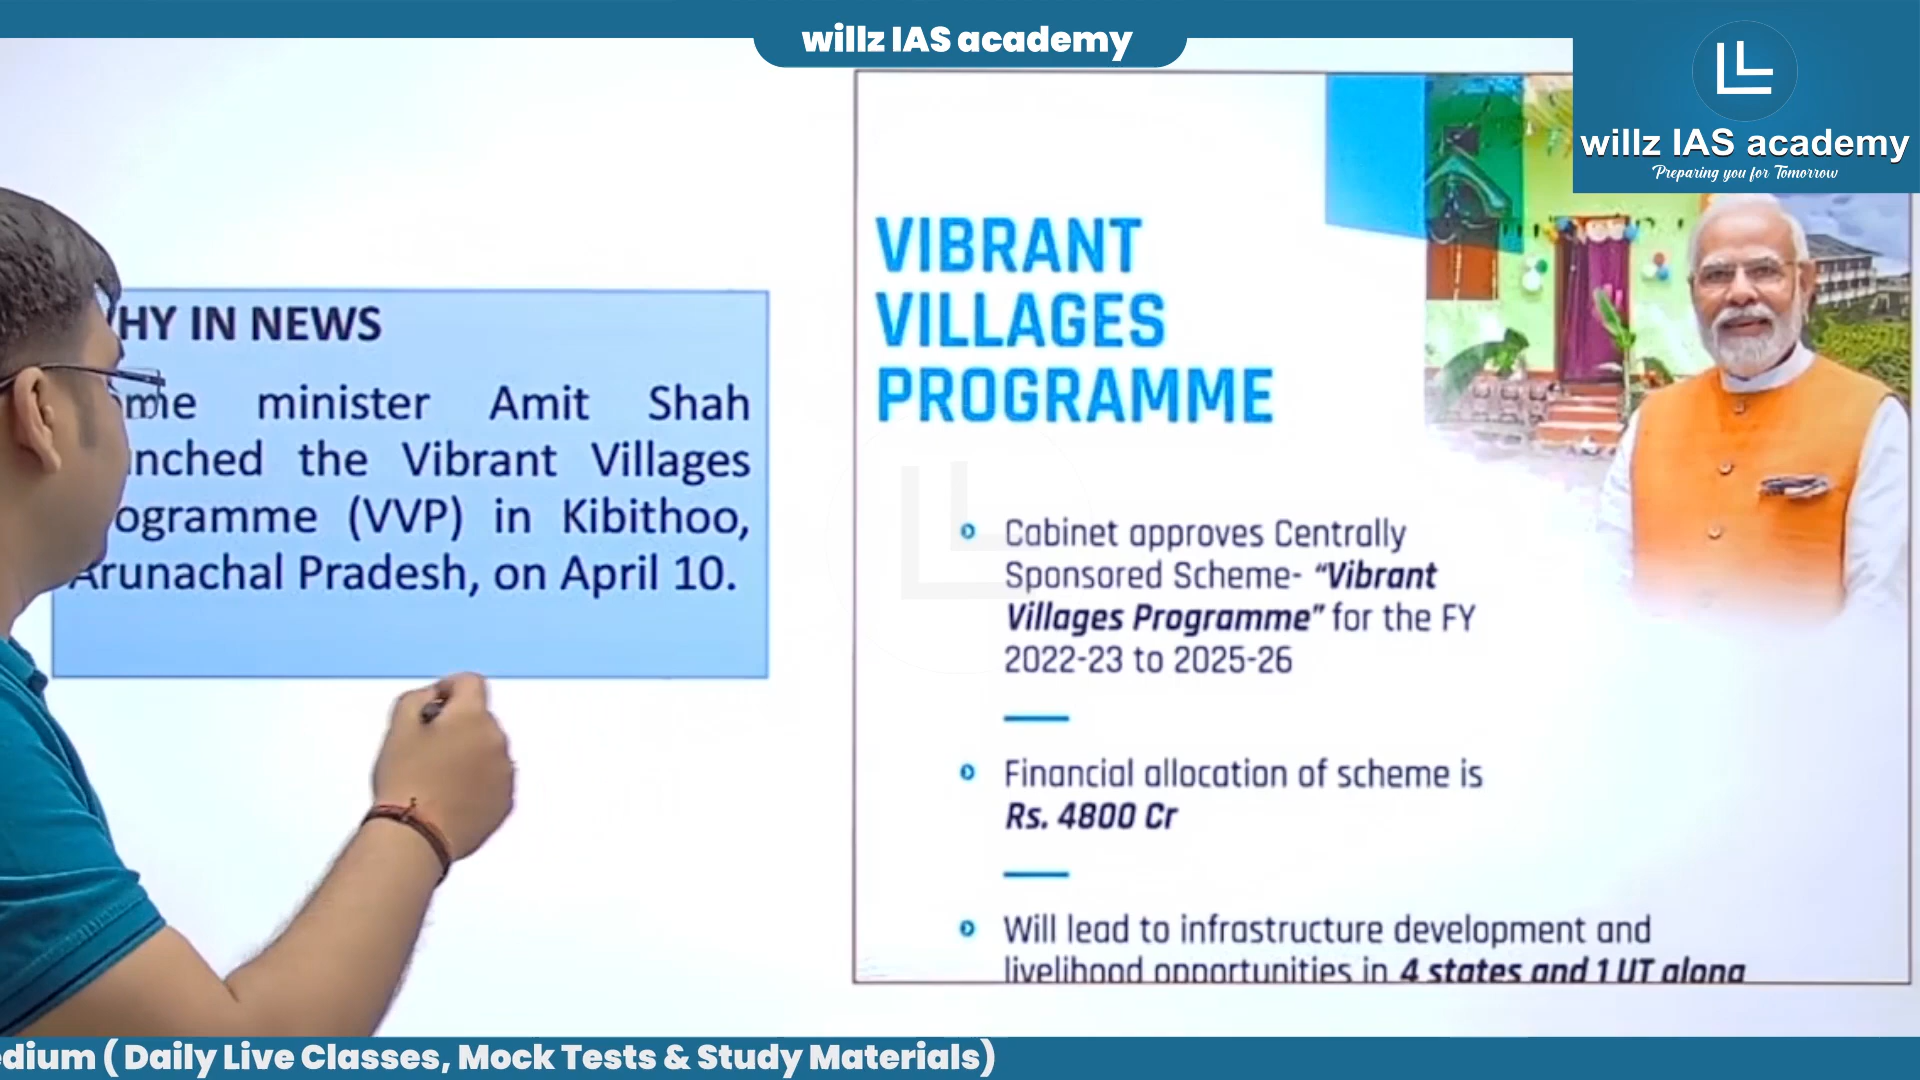 willz IAS academy
willz IAS academy
Preparing you for Tomorrow
HY IN NEWS
me minister Amit Shah
nched the Vibrant Villages
ogramme (VVP) in Kibithoo,
Arunachal Pradesh, on April 10.
VIBRANT
VILLAGES
PROGRAMME
Cabinet approves Centrally
Sponsored Scheme- “Vibrant
Villages Programme” for the FY
2022-23 to 2025-26
Financial allocation of scheme is
Rs. 4800 Cr
Will lead to infrastructure development and
livelihood opportunities in 4 states and 1 UT along
edium ( Daily Live Classes, Mock Tests & Study Materials)